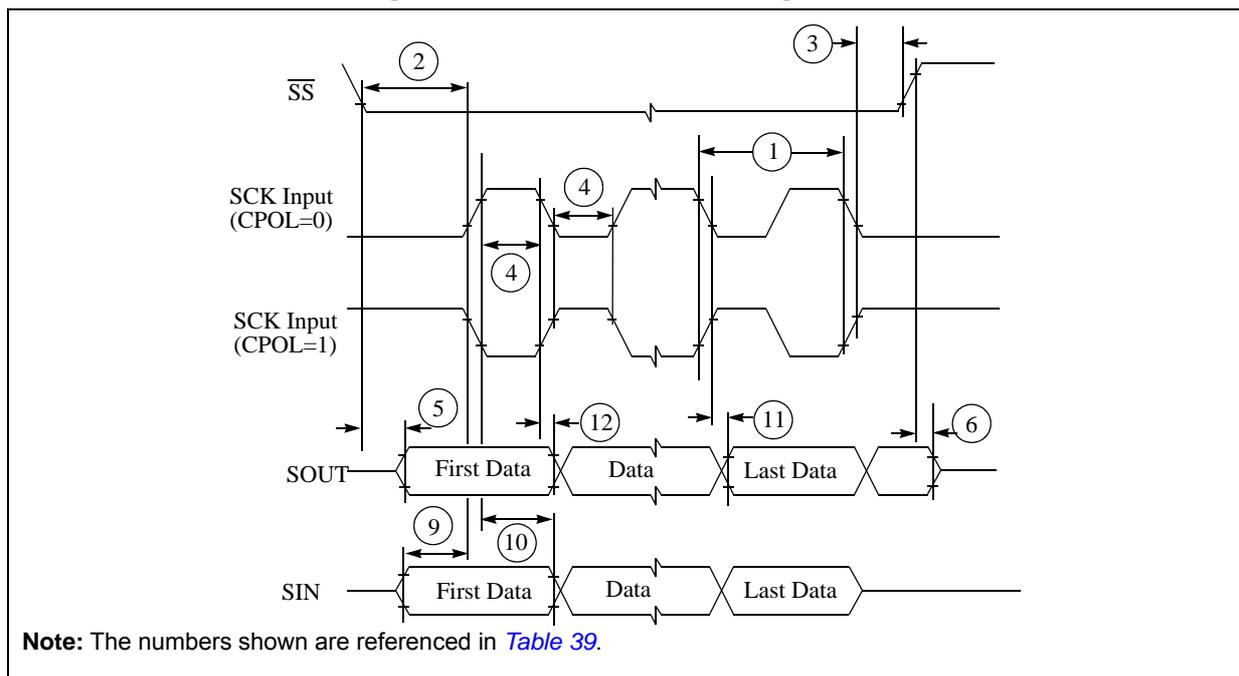 3
2
SS
1
4
SCK Input
(CPOL=0)
4
SCK Input
(CPOL=1)
5
12
11
6
SOUT
First Data
Data
Last Data
9
10
SIN
First Data
Data
Last Data
Note: The numbers shown are referenced in Table 39.